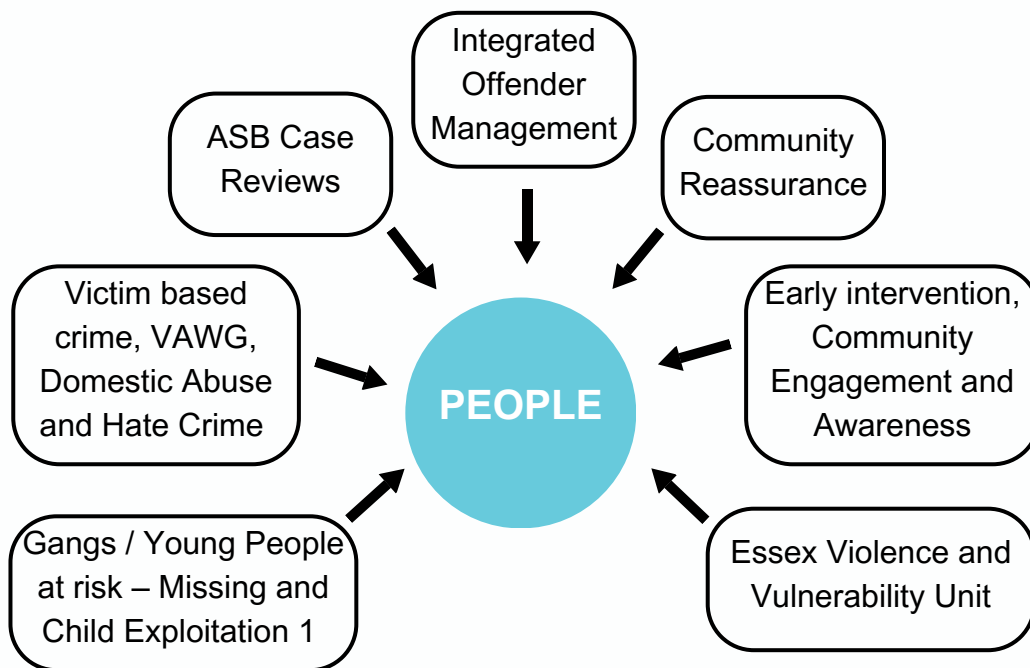 Integrated
Offender
Management
ASB Case
Reviews
Community
Reassurance
Victim based
crime, VAWG,
Domestic Abuse
and Hate Crime
Early intervention,
Community
Engagement and
Awareness
PEOPLE
Gangs / Young People
at risk – Missing and
Child Exploitation 1
Essex Violence and
Vulnerability Unit